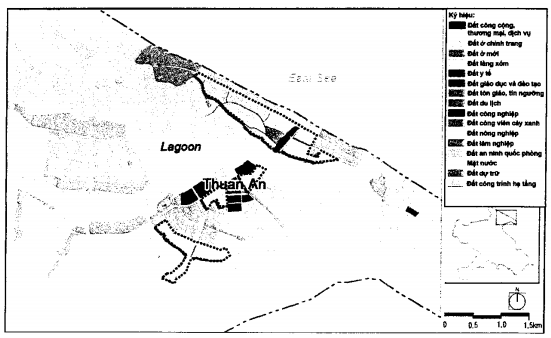 Ký hiệu:
Đất công cộng,
thương mại, dịch vụ
Đất ở chỉnh trang
Đất ở mới
Đất làng xóm
Đất y tế
Đất giáo dục và đào tạo
Đất tôn giáo, tín ngưỡng
Đất du lịch
Đất công nghiệp
Đất công viên cây xanh
Đất nông nghiệp
Đất lâm nghiệp
Đất an ninh quốc phòng
Mặt nước
Đất dự trữ
Đất công trình hạ tầng
East Sea
Lagoon
Thuan An
N
0 0,5 1,0 1,5km